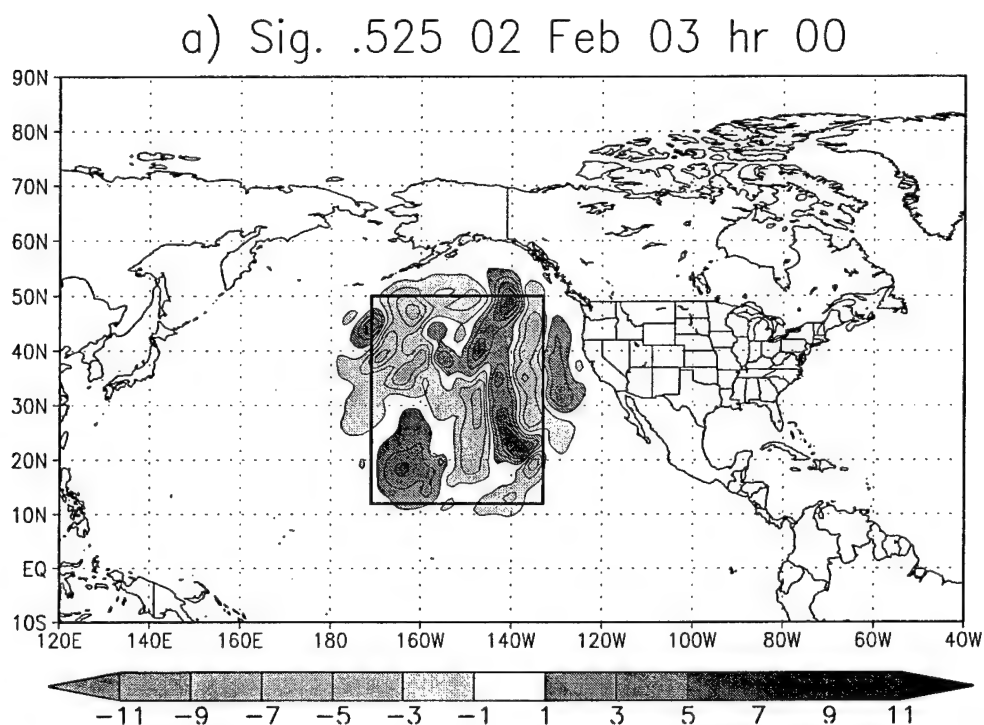 a) Sig. .525 02 Feb 03 hr 00
90N
80N
70N
60N
50N
40N
30N
20N
10N
EQ
10S
120E 140E 160E 180 160W 140W 120W 100W 80W 60W 40W
-11 -9 -7 -5 -3 -1 1 3 5 7 9 11